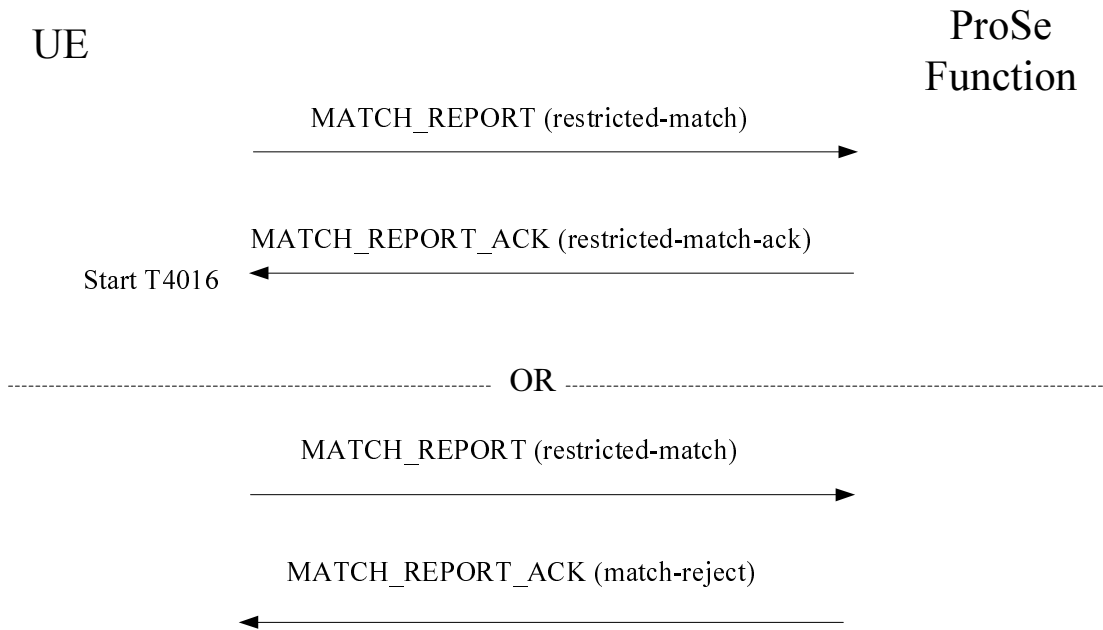 UE
ProSe
Function
MATCH_REPORT (restricted-match)
MATCH_REPORT_ACK (restricted-match-ack)
Start T4016
OR
MATCH_REPORT (restricted-match)
MATCH_REPORT_ACK (match-reject)